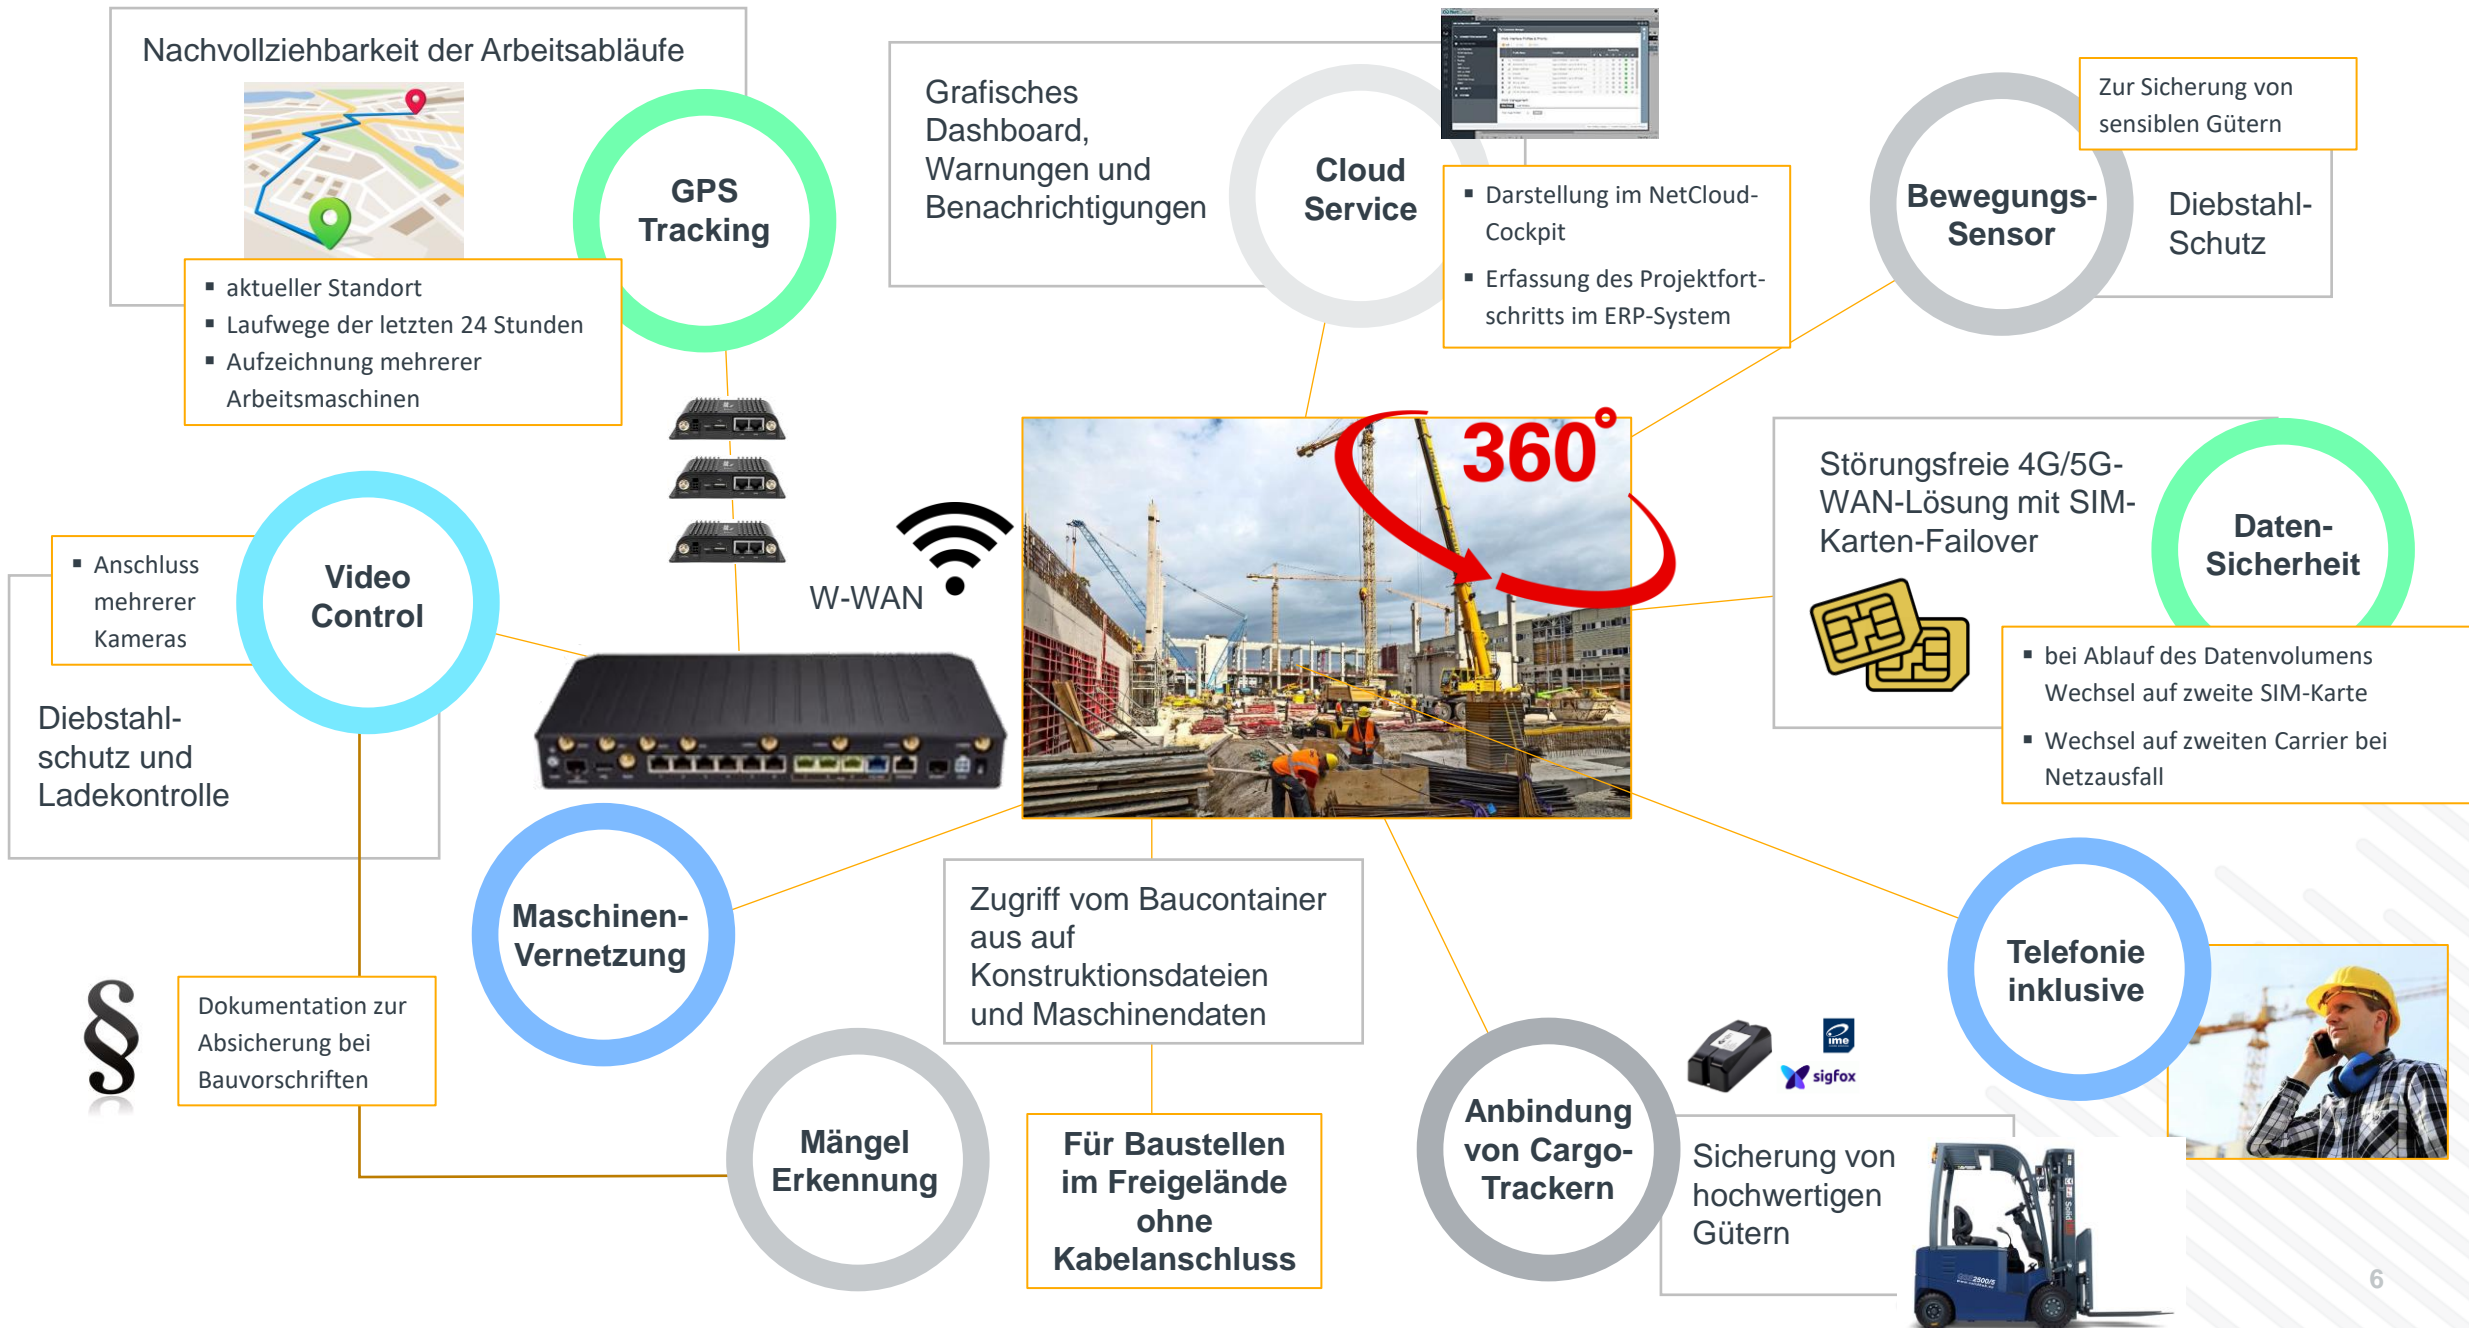 Nachvollziehbarkeit der Arbeitsabläufe
GPS
Tracking
▪ aktueller Standort
▪ Laufwege der letzten 24 Stunden
▪ Aufzeichnung mehrerer
Arbeitsmaschinen
Grafisches
Dashboard,
Warnungen und
Benachrichtigungen
Cloud
Service
▪ Darstellung im NetCloud-
Cockpit
▪ Erfassung des Projektfort-
schritts im ERP-System
Bewegungs-
Sensor
Zur Sicherung von
sensiblen Gütern
Diebstahl-
Schutz
360°
W-WAN
▪ Anschluss
mehrerer
Kameras
Video
Control
Diebstahl-
schutz und
Ladekontrolle
Störungsfreie 4G/5G-
WAN-Lösung mit SIM-
Karten-Failover
Daten-
Sicherheit
▪ bei Ablauf des Datenvolumens
Wechsel auf zweite SIM-Karte
▪ Wechsel auf zweiten Carrier bei
Netzausfall
Maschinen-
Vernetzung
Zugriff vom Baucontainer
aus auf
Konstruktionsdateien
und Maschinendaten
Telefonie
inklusive
§
Dokumentation zur
Absicherung bei
Bauvorschriften
Mängel
Erkennung
Für Baustellen
im Freigelände
ohne
Kabelanschluss
Anbindung
von Cargo-
Trackern
ime
sigfox
Sicherung von
hochwertigen
Gütern
6